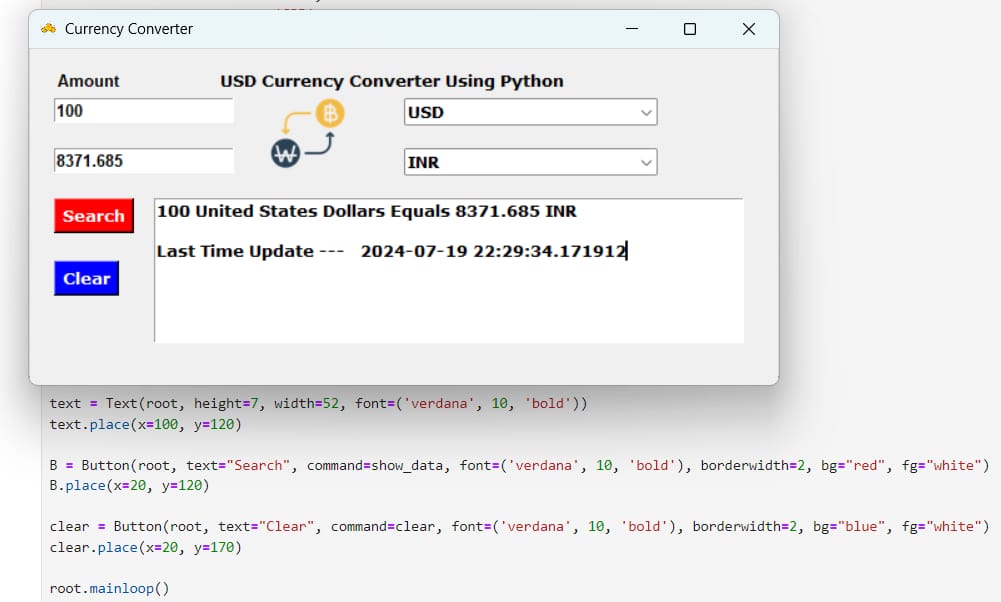 Currency Converter
Amount
USD Currency Converter Using Python
100
USD
8371.685
INR
Search
100 United States Dollars Equals 8371.685 INR
Last Time Update ---   2024-07-19 22:29:34.171912
Clear
text = Text(root, height=7, width=52, font=('verdana', 10, 'bold'))
text.place(x=100, y=120)
B = Button(root, text="Search", command=show_data, font=('verdana', 10, 'bold'), borderwidth=2, bg="red", fg="white")
B.place(x=20, y=120)
clear = Button(root, text="Clear", command=clear, font=('verdana', 10, 'bold'), borderwidth=2, bg="blue", fg="white")
clear.place(x=20, y=170)
root.mainloop()